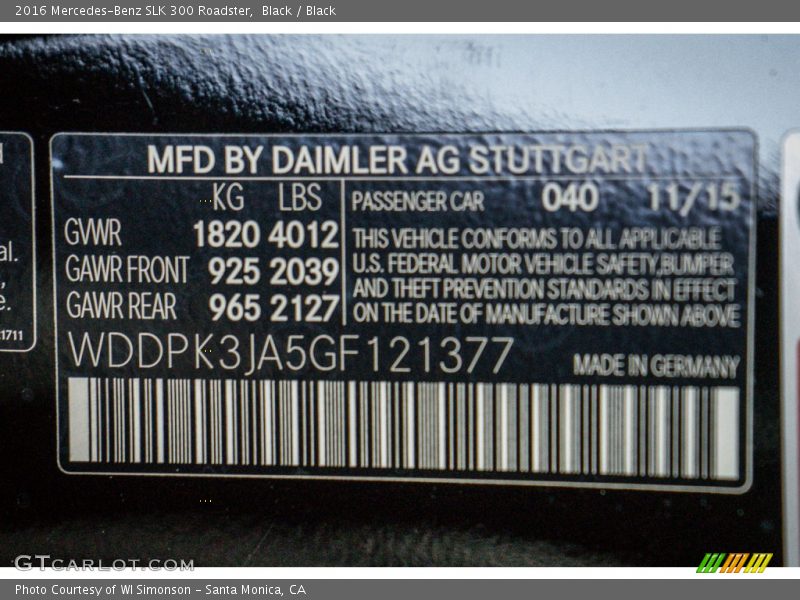 2016 Mercedes-Benz SLK 300 Roadster, Black / Black
MFD BY DAIMLER AG STUTTGART
KG LBS
GVWR 1820 4012
GAWR FRONT 925 2039
GAWR REAR 965 2127
PASSENGER CAR 040 11/15
THIS VEHICLE CONFORMS TO ALL APPLICABLE
U.S. FEDERAL MOTOR VEHICLE SAFETY,BUMPER
AND THEFT PREVENTION STANDARDS IN EFFECT
ON THE DATE OF MANUFACTURE SHOWN ABOVE
WDDPK3JA5GF121377
MADE IN GERMANY
al.
e.
1711
GTCARLOT.COM
Photo Courtesy of WI Simonson - Santa Monica, CA